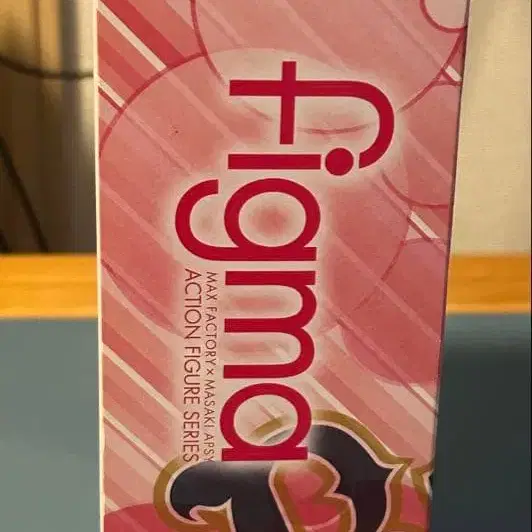 figma
MAX FACTORY × MASAKI APSY
ACTION FIGURE SERIES